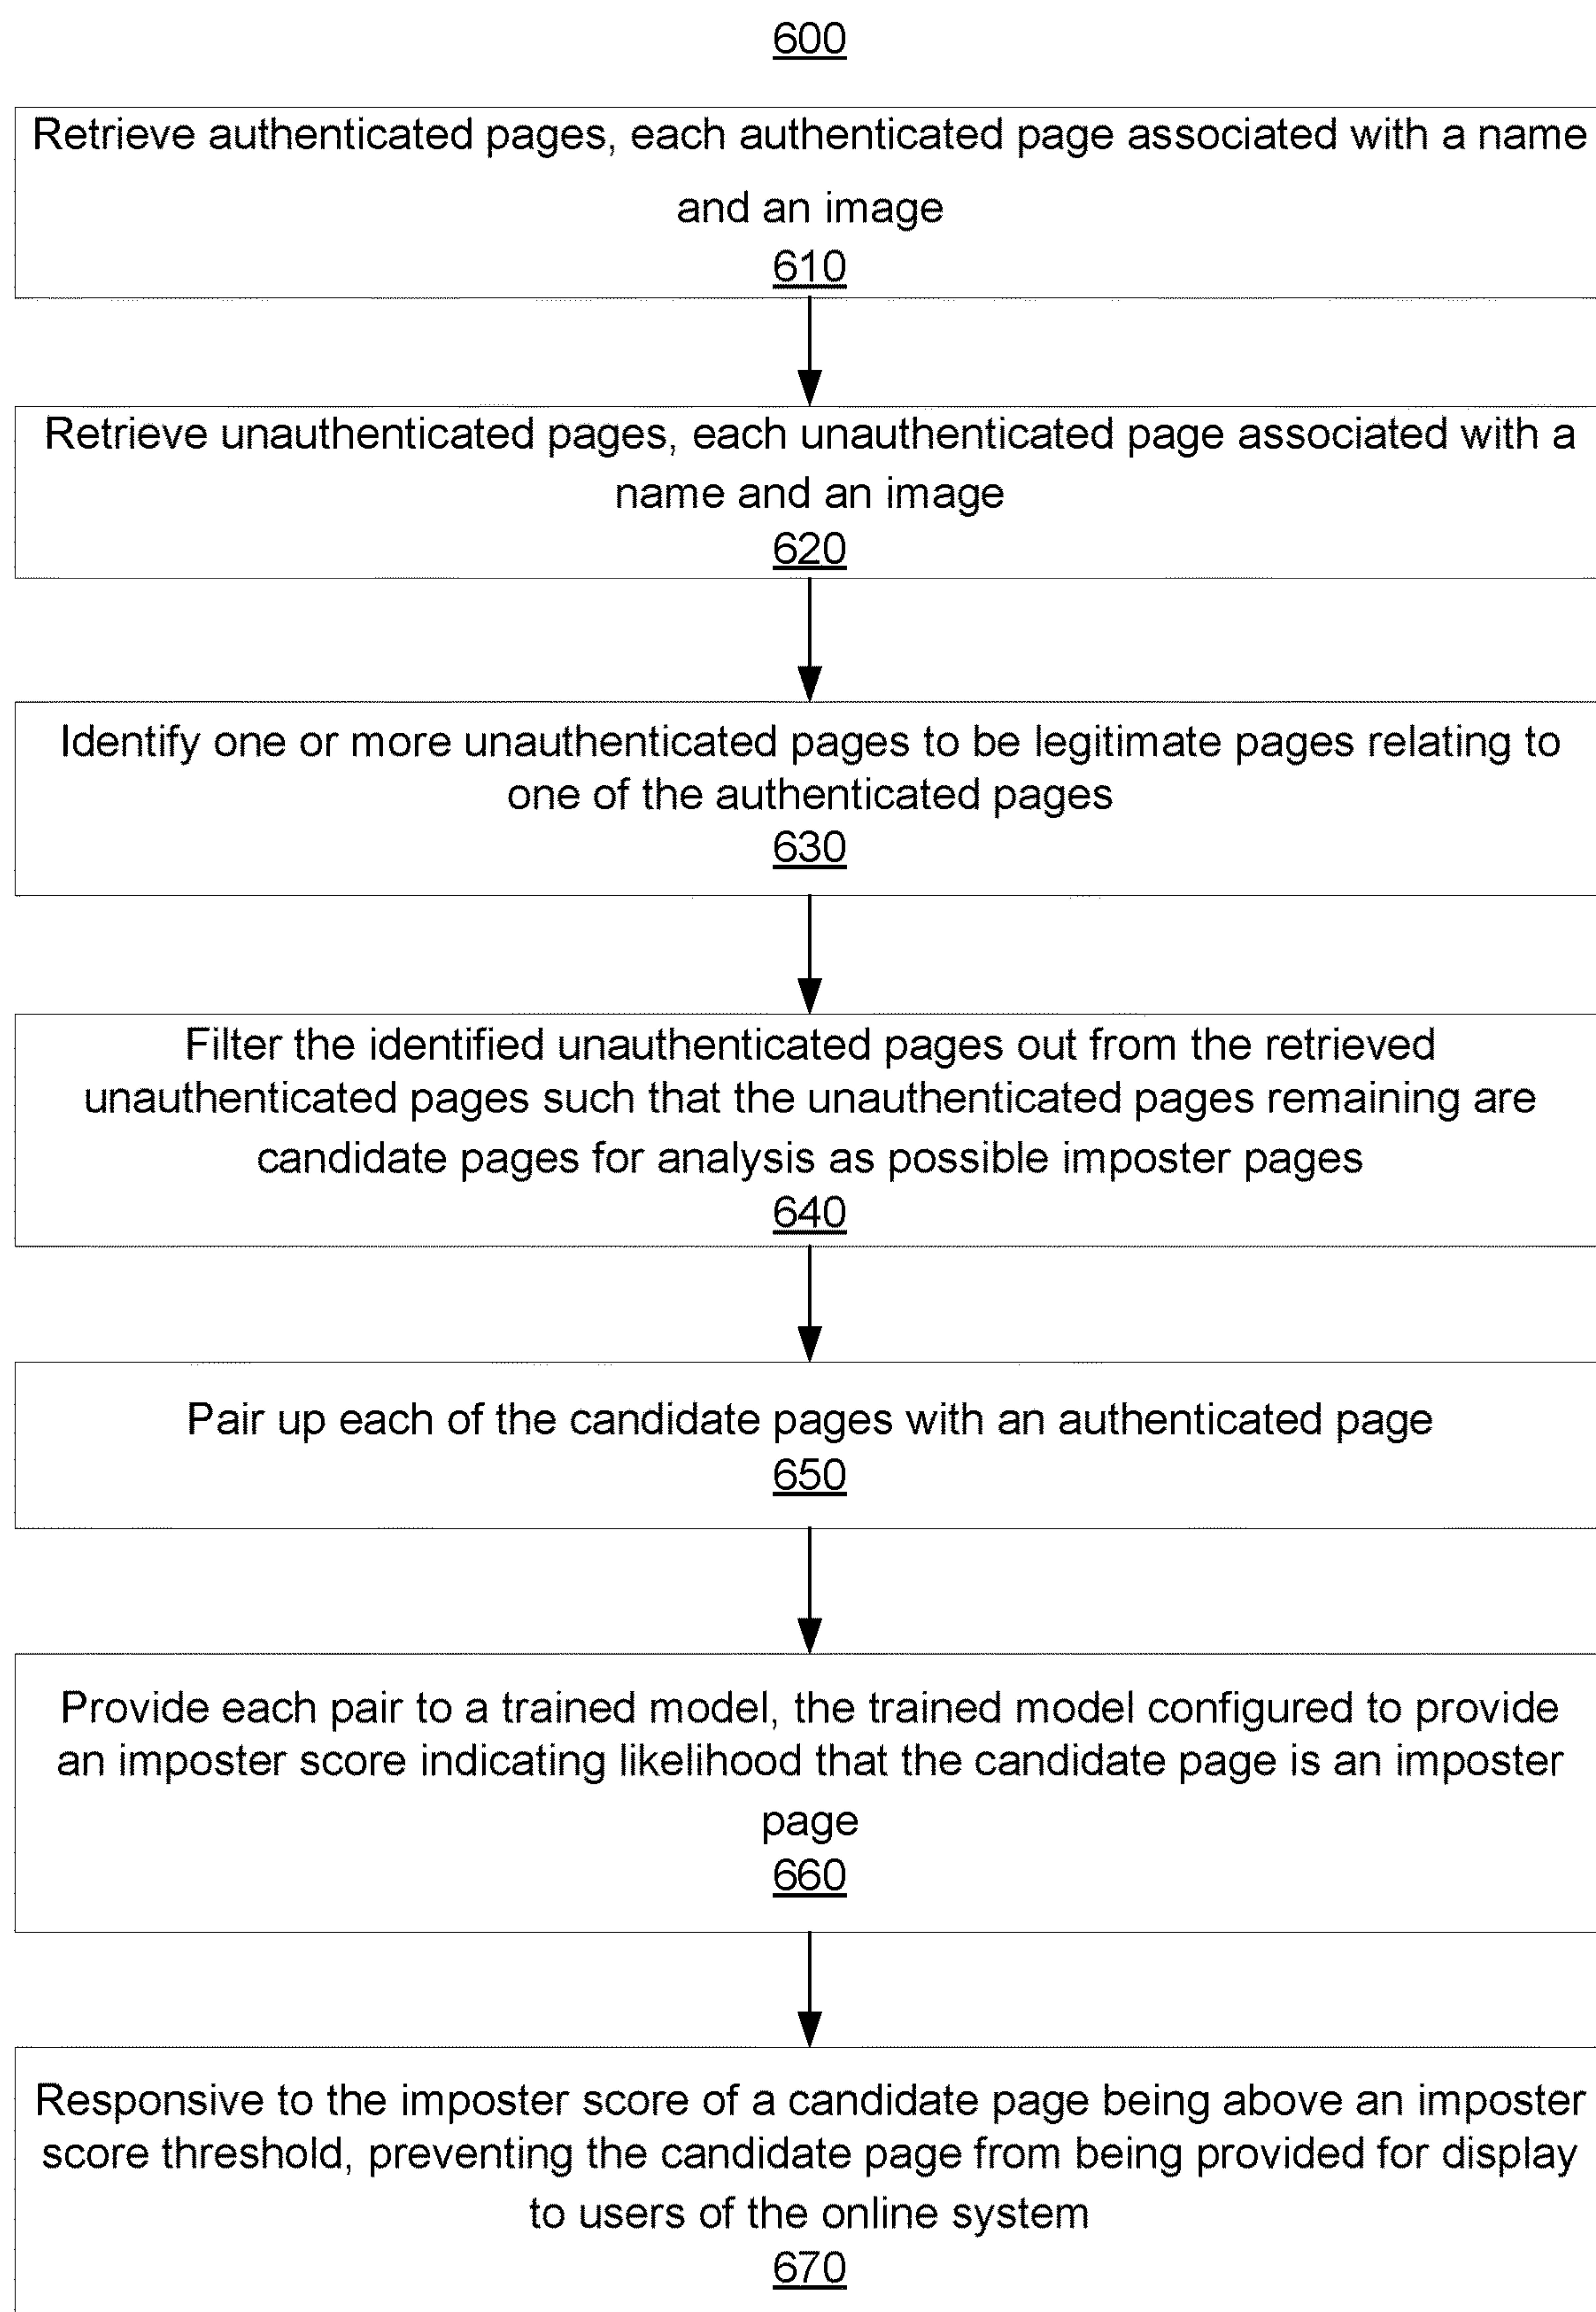 600
Retrieve authenticated pages, each authenticated page associated with a name
and an image
610
Retrieve unauthenticated pages, each unauthenticated page associated with a
name and an image
620
Identify one or more unauthenticated pages to be legitimate pages relating to
one of the authenticated pages
630
Filter the identified unauthenticated pages out from the retrieved
unauthenticated pages such that the unauthenticated pages remaining are
candidate pages for analysis as possible imposter pages
640
Pair up each of the candidate pages with an authenticated page
650
Provide each pair to a trained model, the trained model configured to provide
an imposter score indicating likelihood that the candidate page is an imposter
page
660
Responsive to the imposter score of a candidate page being above an imposter
score threshold, preventing the candidate page from being provided for display
to users of the online system
670